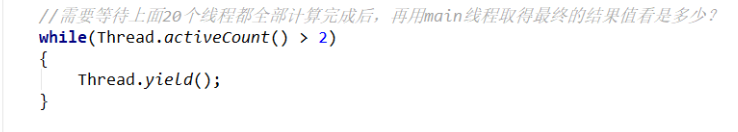 //需要等待上面20个线程都全部计算完成后，再用main线程取得最终的结果值看是多少？
while(Thread.activeCount() > 2)
{
    Thread.yield();
}